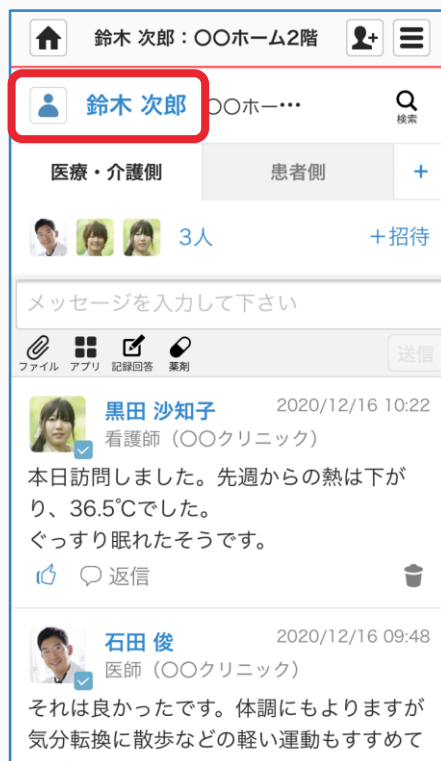 鈴木 次郎：〇〇ホーム2階
鈴木 次郎 〇〇ホー…
検索
医療・介護側 患者側 +
3人 +招待
メッセージを入力して下さい
ファイル アプリ 記録回答 薬剤 送信
黒田 沙知子 2020/12/16 10:22
看護師（〇〇クリニック）
本日訪問しました。先週からの熱は下が
り、36.5℃でした。
ぐっすり眠れたそうです。
返信
石田 俊 2020/12/16 09:48
医師（〇〇クリニック）
それは良かったです。体調にもよりますが
気分転換に散歩などの軽い運動もすすめて